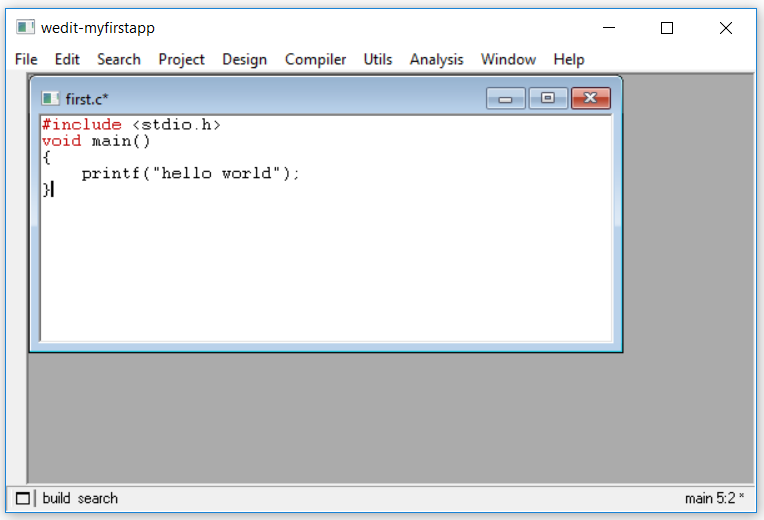 wedit-myfirstapp
File Edit Search Project Design Compiler Utils Analysis Window Help
first.c*
#include <stdio.h>
void main()
{
    printf("hello world");
}
build search
main 5:2 *